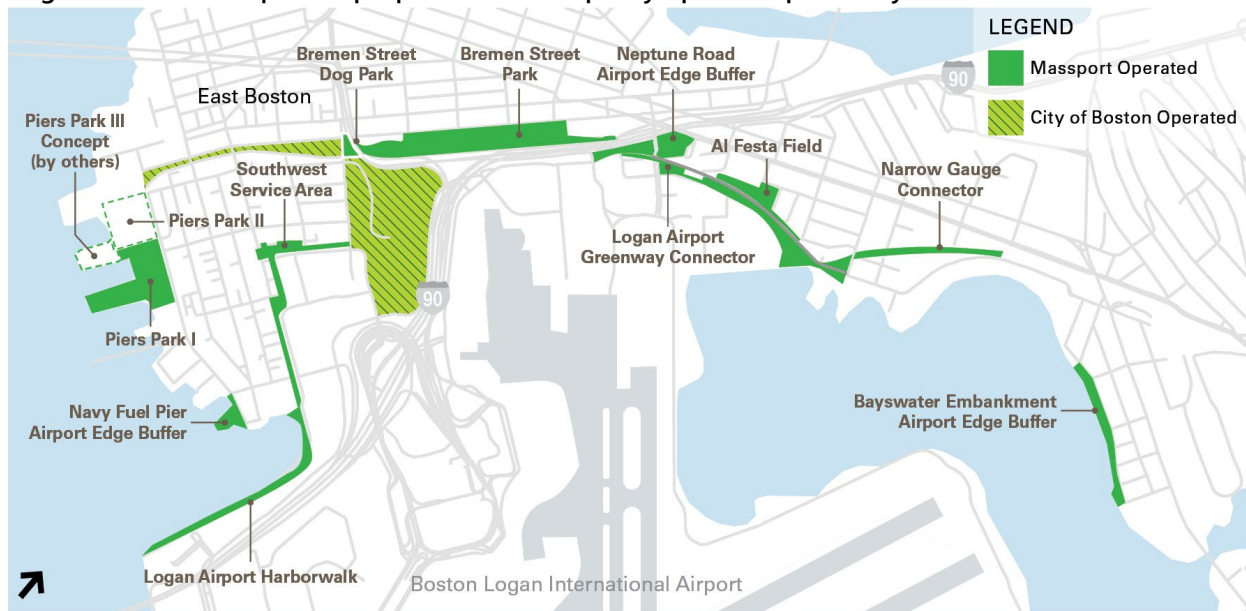 LEGEND
Massport Operated
City of Boston Operated
90
Bremen Street
Dog Park
Bremen Street
Park
Neptune Road
Airport Edge Buffer
East Boston
Piers Park III
Concept
(by others)
Southwest
Service Area
Al Festa Field
Narrow Gauge
Connector
Piers Park II
Logan Airport
Greenway Connector
90
Piers Park I
Navy Fuel Pier
Airport Edge Buffer
Bayswater Embankment
Airport Edge Buffer
Logan Airport Harborwalk
Boston Logan International Airport